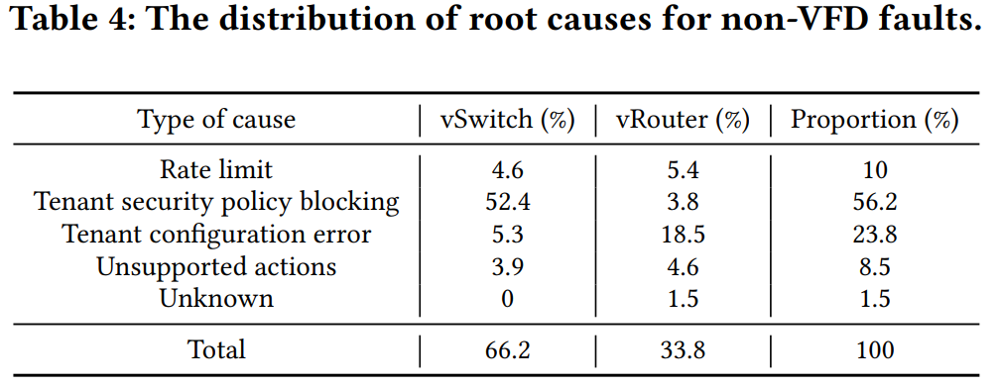 Table 4: The distribution of root causes for non-VFD faults.
Type of cause vSwitch (%) vRouter (%) Proportion (%)
Rate limit 4.6 5.4 10
Tenant security policy blocking 52.4 3.8 56.2
Tenant configuration error 5.3 18.5 23.8
Unsupported actions 3.9 4.6 8.5
Unknown 0 1.5 1.5
Total 66.2 33.8 100